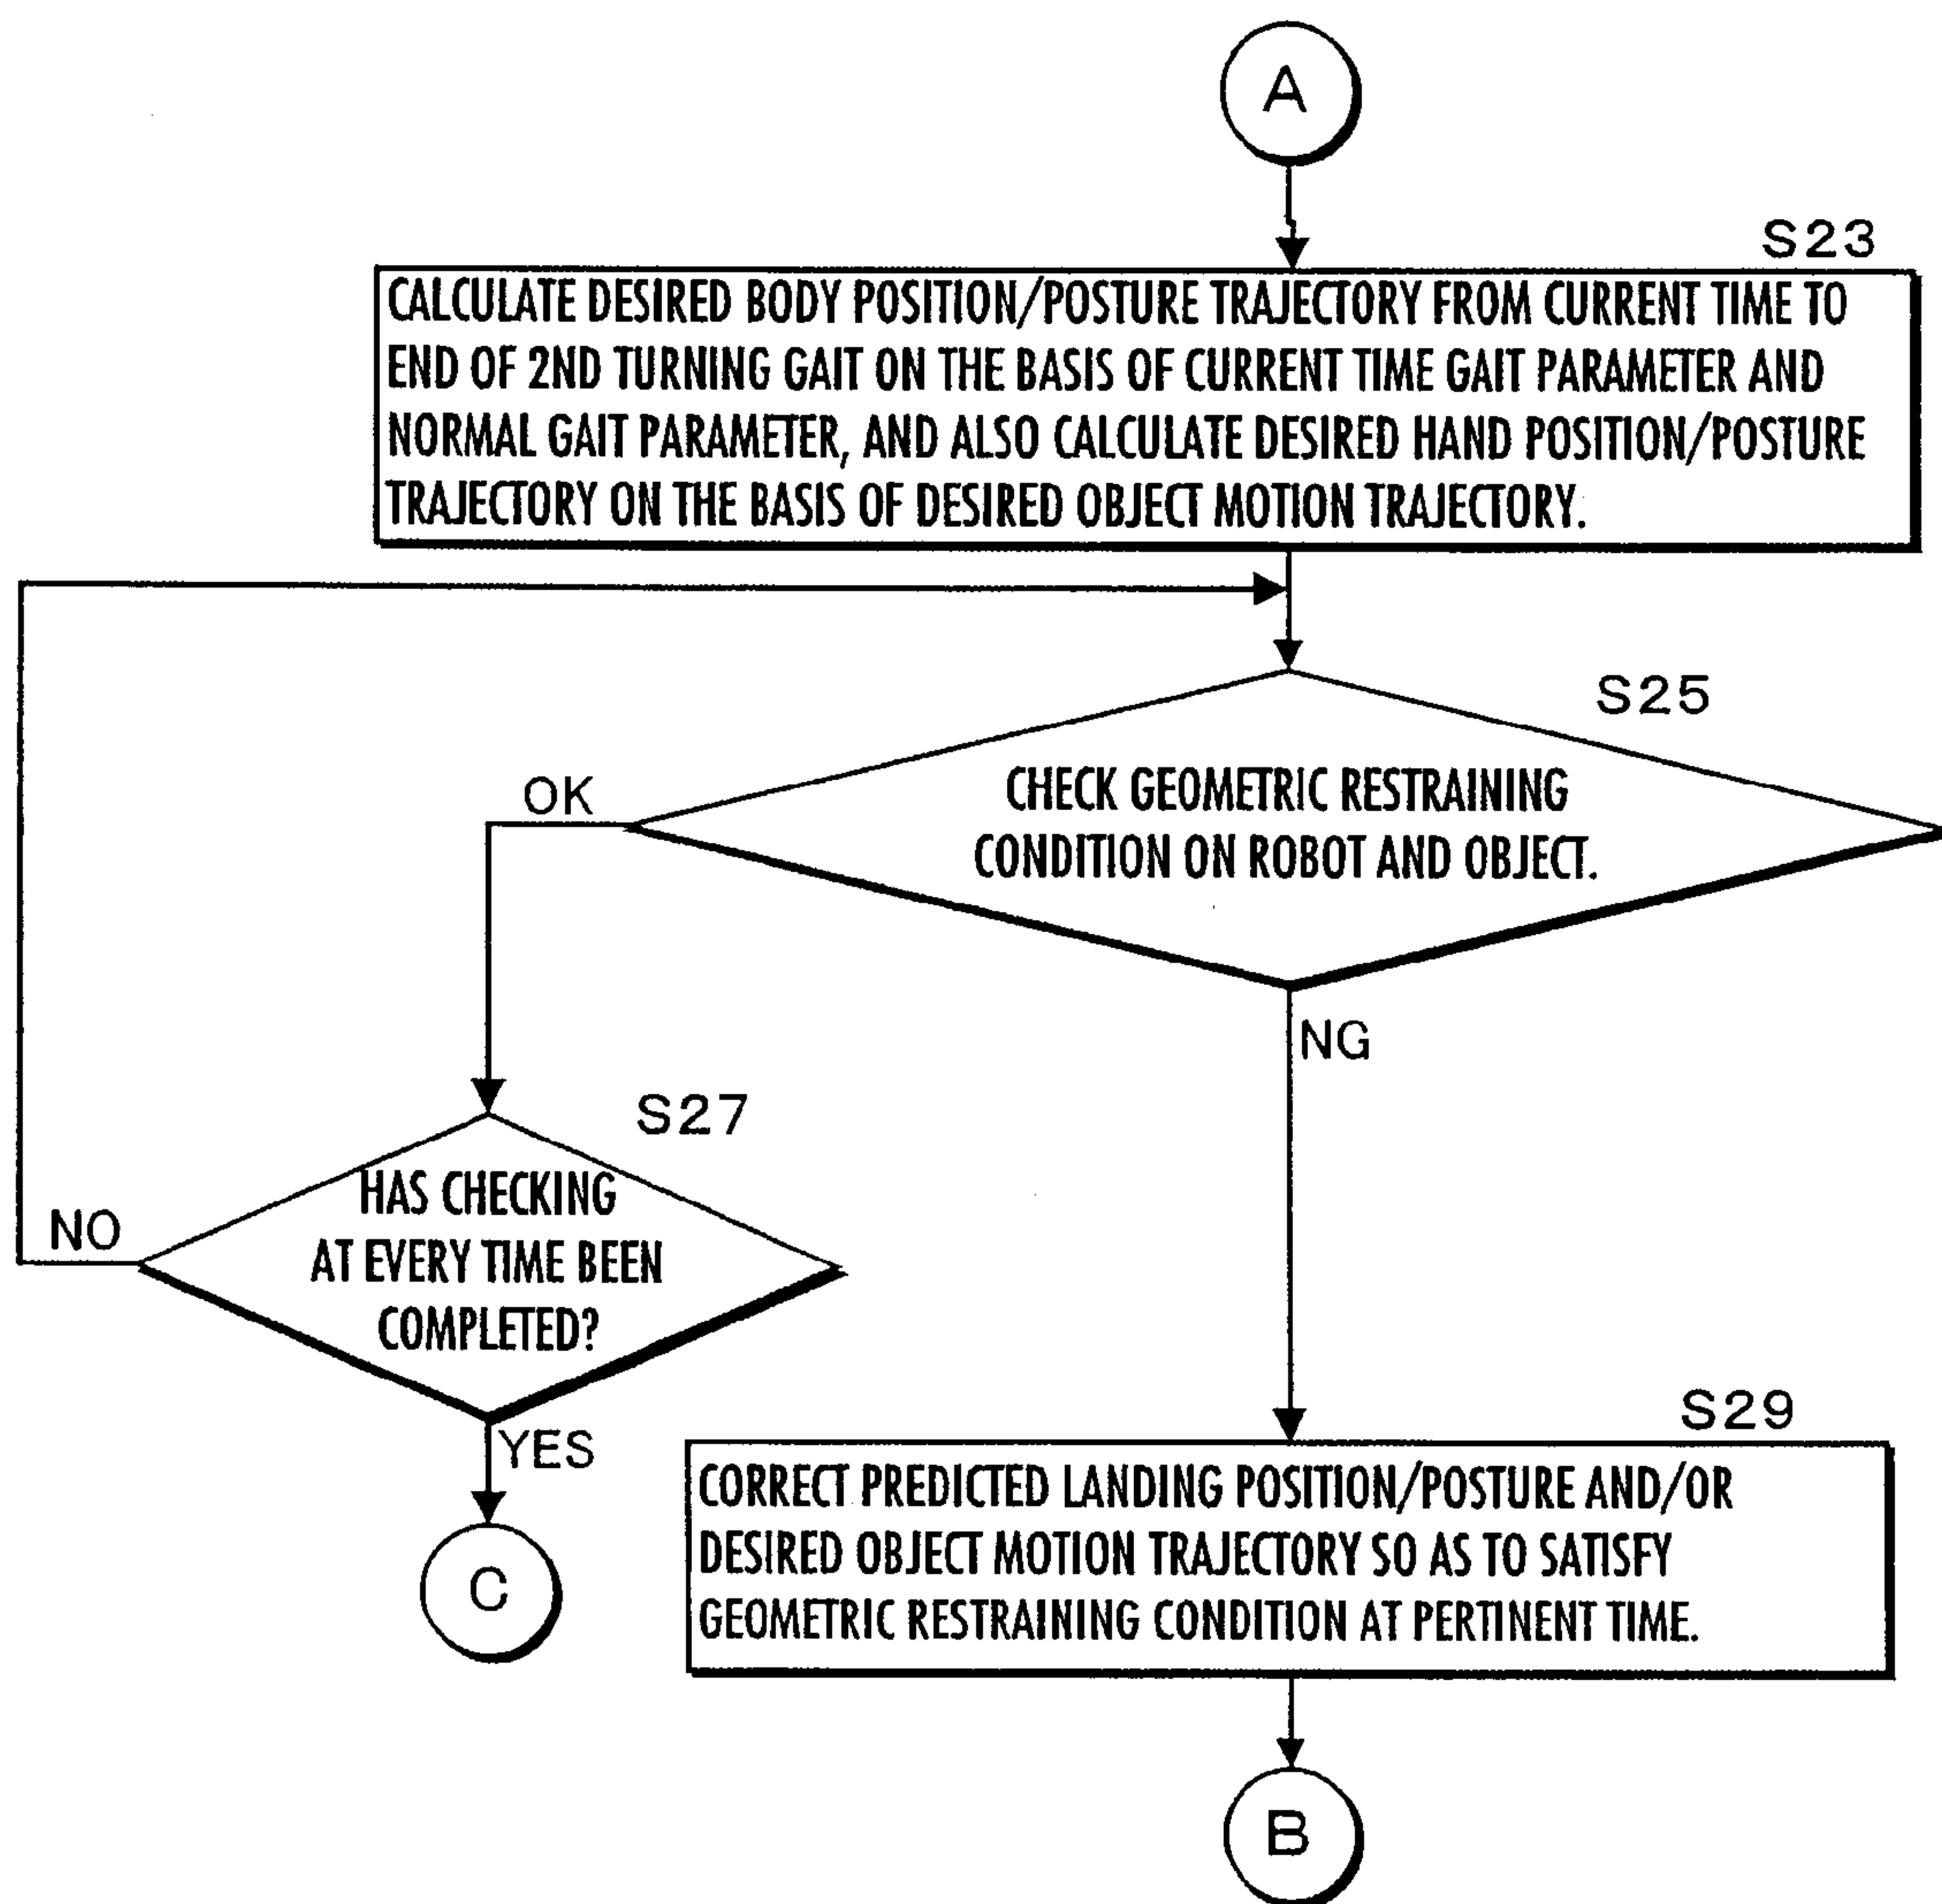 A
S23
CALCULATE DESIRED BODY POSITION/POSTURE TRAJECTORY FROM CURRENT TIME TO
END OF 2ND TURNING GAIT ON THE BASIS OF CURRENT TIME GAIT PARAMETER AND
NORMAL GAIT PARAMETER, AND ALSO CALCULATE DESIRED HAND POSITION/POSTURE
TRAJECTORY ON THE BASIS OF DESIRED OBJECT MOTION TRAJECTORY.
S25
CHECK GEOMETRIC RESTRAINING
CONDITION ON ROBOT AND OBJECT.
OK
NG
S27
HAS CHECKING
AT EVERY TIME BEEN
COMPLETED?
NO
YES
C
S29
CORRECT PREDICTED LANDING POSITION/POSTURE AND/OR
DESIRED OBJECT MOTION TRAJECTORY SO AS TO SATISFY
GEOMETRIC RESTRAINING CONDITION AT PERTINENT TIME.
B